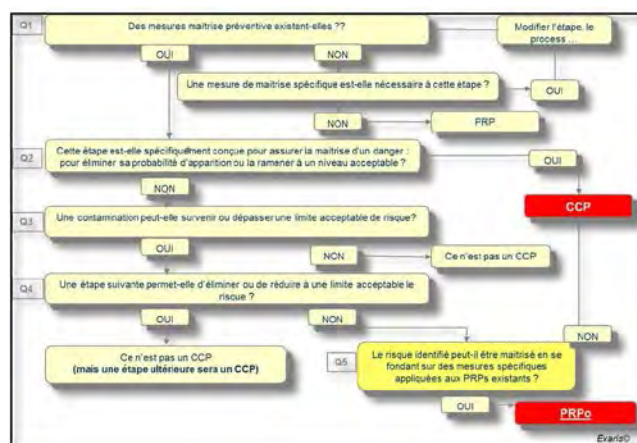 Q1
Des mesures maîtrise préventive existent-elles ??
Modifier l'étape, le
process ...
OUI
NON
Une mesure de maîtrise spécifique est-elle nécessaire à cette étape ?
OUI
NON
PRP
Q2
Cette étape est-elle spécifiquement conçue pour assurer la maîtrise d'un danger :
pour éliminer sa probabilité d'apparition ou la ramener à un niveau acceptable ?
OUI
NON
CCP
Q3
Une contamination peut-elle survenir ou dépasser une limite acceptable de risque?
OUI
NON
Ce n'est pas un CCP
Q4
Une étape suivante permet-elle d'éliminer ou de réduire à une limite acceptable le
risque ?
OUI
NON
NON
Ce n'est pas un CCP
(mais une étape ultérieure sera un CCP)
Q5
Le risque identifié peut-il être maîtrisé en se
fondant sur des mesures spécifiques
appliquées aux PRPs existants ?
OUI
PRPo
Evaris©